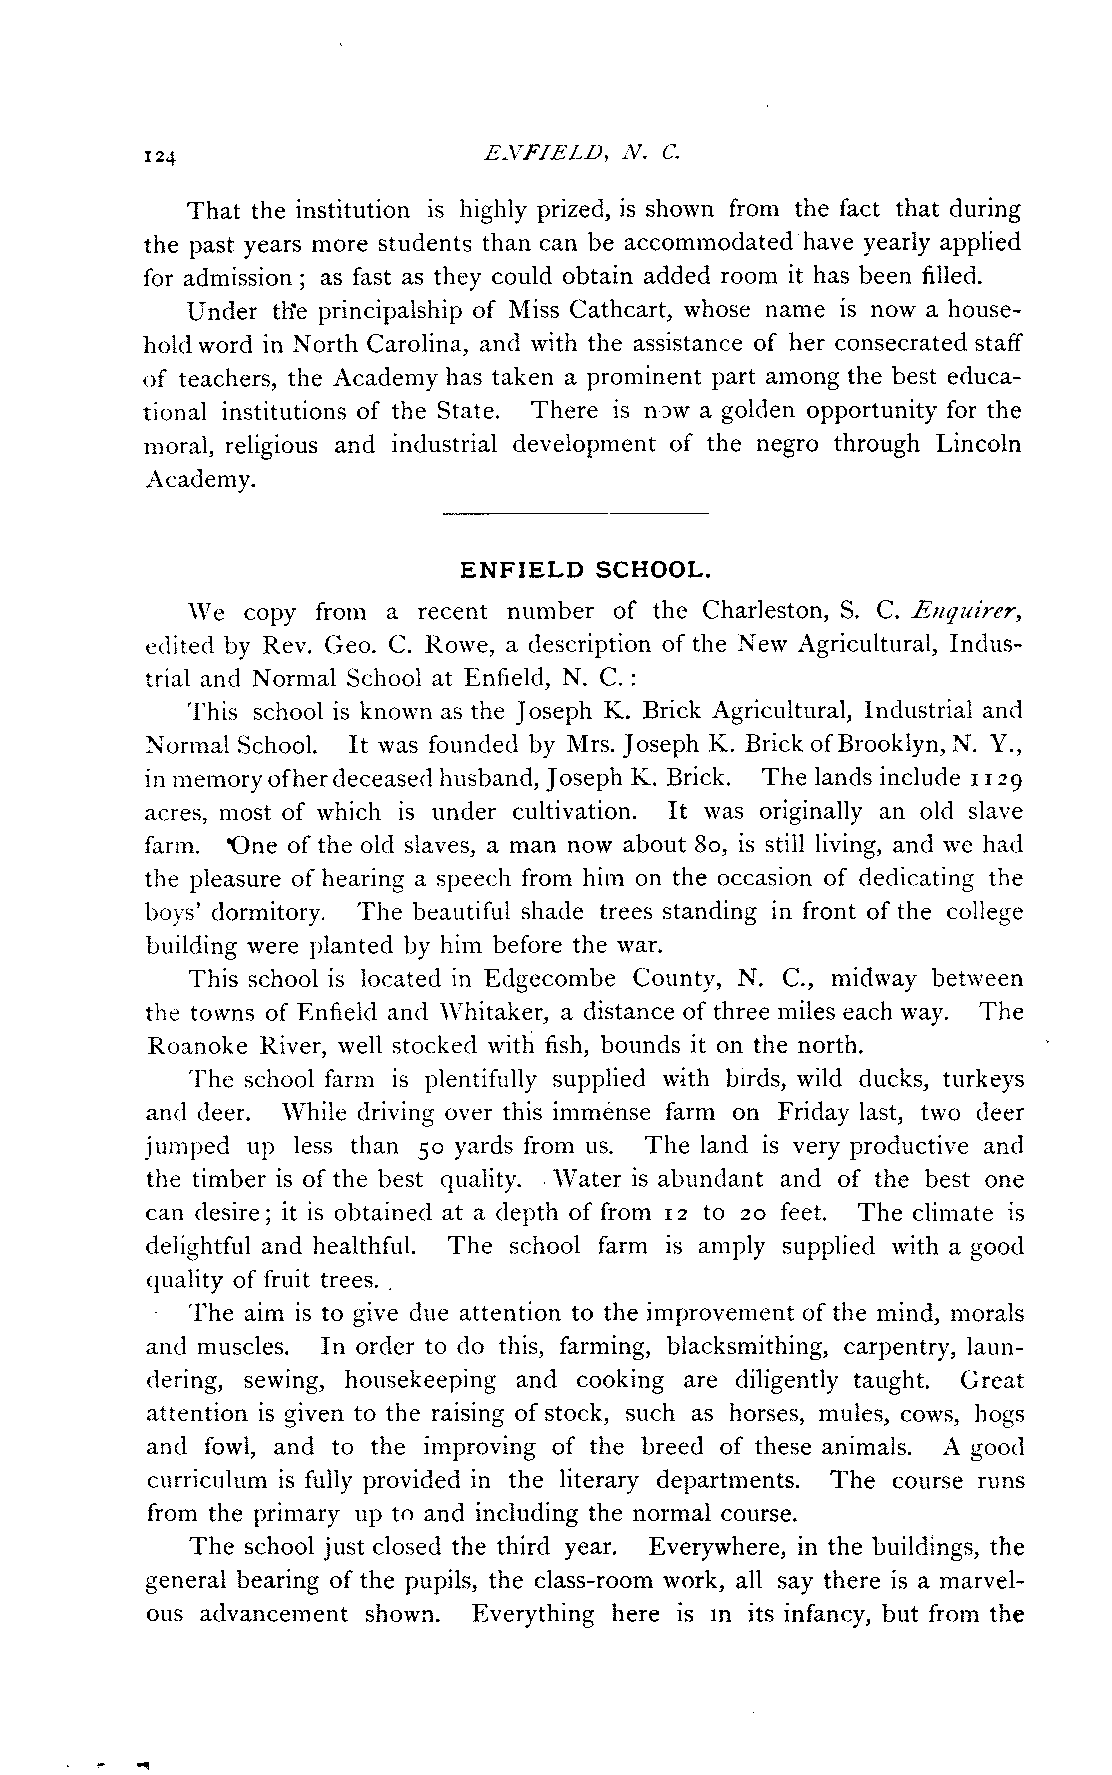 124 ENFIELD, N. C.
That the institution is highly prized, is shown from the fact that during
the past years more students than can be accommodated have yearly applied
for admission ; as fast as they could obtain added room it has been filled.
Under the principalship of Miss Cathcart, whose name is now a house-
hold word in North Carolina, and with the assistance of her consecrated staff
of teachers, the Academy has taken a prominent part among the best educa-
tional institutions of the State. There is now a golden opportunity for the
moral, religious and industrial development of the negro through Lincoln
Academy.
ENFIELD SCHOOL.
We copy from a recent number of the Charleston, S. C. Enquirer,
edited by Rev. Geo. C. Rowe, a description of the New Agricultural, Indus-
trial and Normal School at Enfield, N. C. :
This school is known as the Joseph K. Brick Agricultural, Industrial and
Normal School. It was founded by Mrs. Joseph K. Brick of Brooklyn, N. Y.,
in memory of her deceased husband, Joseph K. Brick. The lands include 1129
acres, most of which is under cultivation. It was originally an old slave
farm. One of the old slaves, a man now about 80, is still living, and we had
the pleasure of hearing a speech from him on the occasion of dedicating the
boys' dormitory. The beautiful shade trees standing in front of the college
building were planted by him before the war.
This school is located in Edgecombe County, N. C., midway between
the towns of Enfield and Whitaker, a distance of three miles each way. The
Roanoke River, well stocked with fish, bounds it on the north.
The school farm is plentifully supplied with birds, wild ducks, turkeys
and deer. While driving over this immense farm on Friday last, two deer
jumped up less than 50 yards from us. The land is very productive and
the timber is of the best quality. Water is abundant and of the best one
can desire; it is obtained at a depth of from 12 to 20 feet. The climate is
delightful and healthful. The school farm is amply supplied with a good
quality of fruit trees.
The aim is to give due attention to the improvement of the mind, morals
and muscles. In order to do this, farming, blacksmithing, carpentry, laun-
dering, sewing, housekeeping and cooking are diligently taught. Great
attention is given to the raising of stock, such as horses, mules, cows, hogs
and fowl, and to the improving of the breed of these animals. A good
curriculum is fully provided in the literary departments. The course runs
from the primary up to and including the normal course.
The school just closed the third year. Everywhere, in the buildings, the
general bearing of the pupils, the class-room work, all say there is a marvel-
ous advancement shown. Everything here is in its infancy, but from the